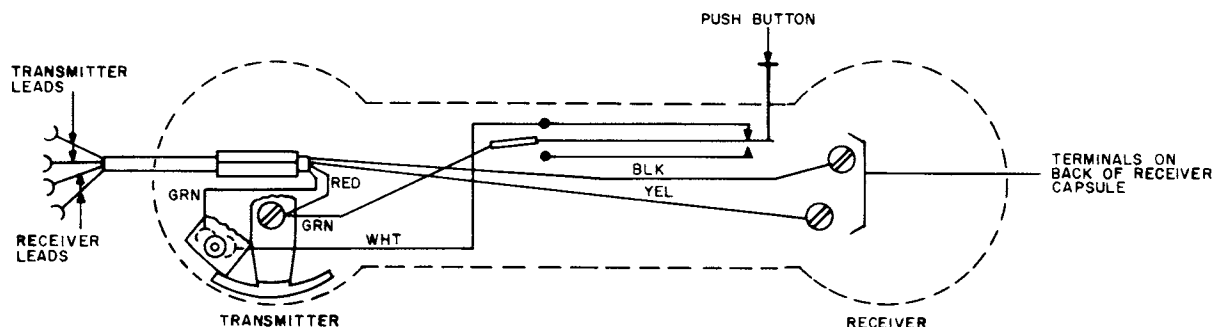 PUSH BUTTON
TRANSMITTER
LEADS
BLK
YEL
RED
GRN
GRN
WHT
RECEIVER
LEADS
TERMINALS ON
BACK OF RECEIVER
CAPSULE
TRANSMITTER
RECEIVER